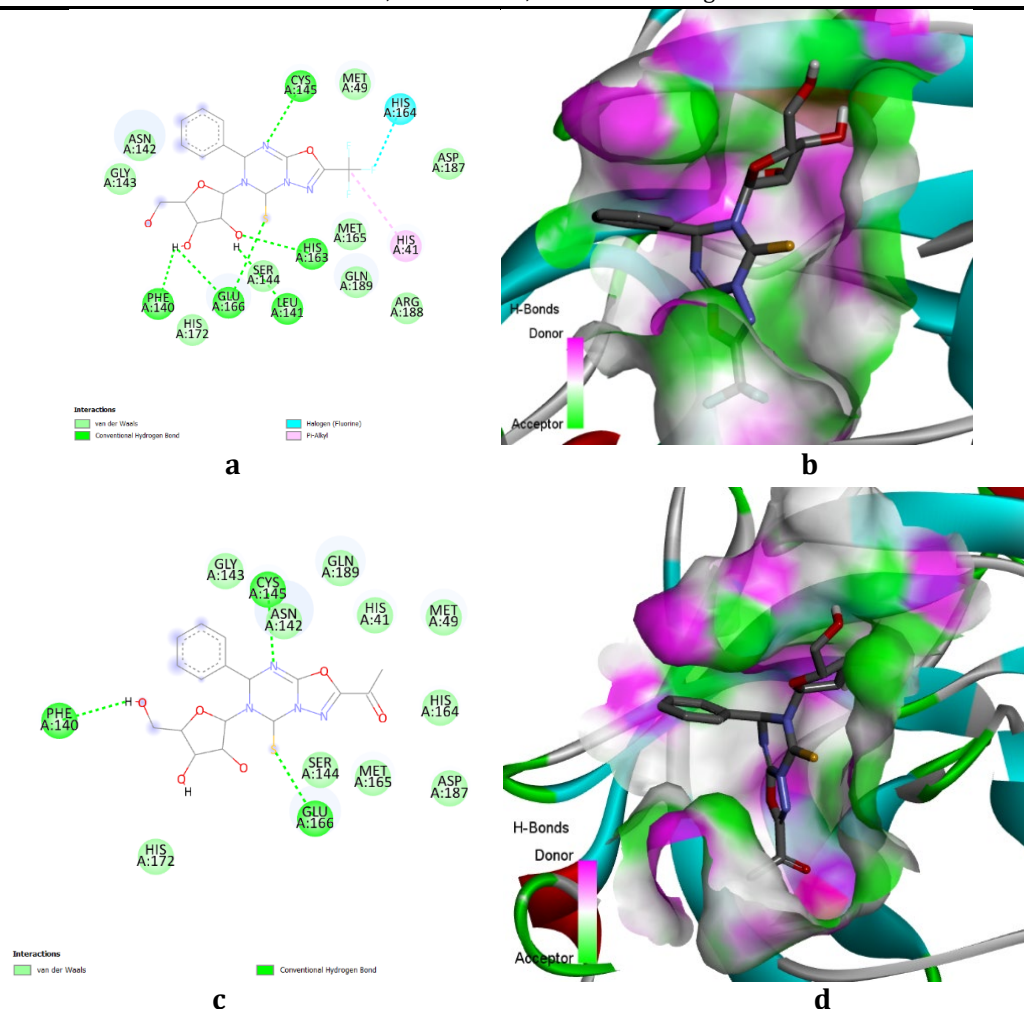 CYS
A:145
MET
A:49
HIS
A:164
ASN
A:142
GLY
A:143
ASP
A:187
O
N
N
N
N
O
N
O
O
H
O
H
MET
A:165
HIS
A:163
HIS
A:41
SER
A:144
GLN
A:189
PHE
A:140
GLU
A:166
LEU
A:141
ARG
A:188
HIS
A:172
Interactions
van der Waals
Conventional Hydrogen Bond
Halogen (Fluorine)
Pi-Alkyl
a
H-Bonds
Donor
Acceptor
b
GLY
A:143
CYS
A:145
GLN
A:189
ASN
A:142
HIS
A:41
MET
A:49
N
O
N
N
N
O
H
O
O
O
H
O
PHE
A:140
HIS
A:164
SER
A:144
MET
A:165
ASP
A:187
GLU
A:166
HIS
A:172
Interactions
van der Waals
Conventional Hydrogen Bond
c
H-Bonds
Donor
Acceptor
d